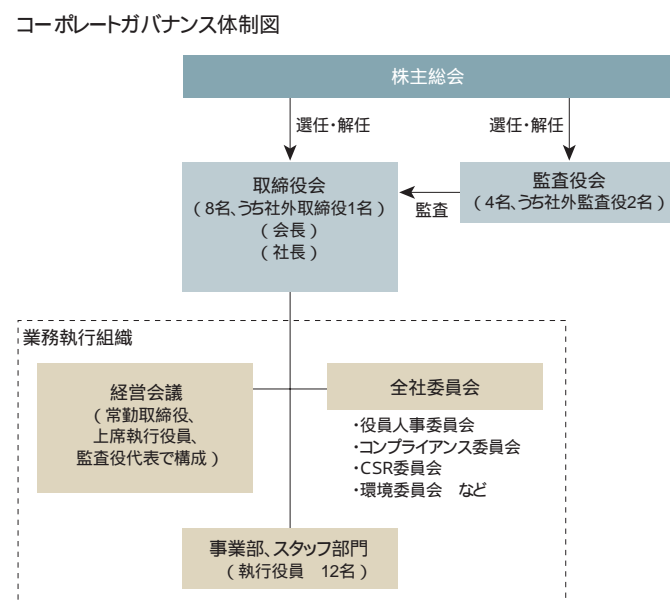 コーポレートガバナンス体制図
株主総会
選任・解任
選任・解任
取締役会
(8名、うち社外取締役1名)
(会長)
(社長)
監査
監査役会
(4名、うち社外監査役2名)
業務執行組織
経営会議
(常勤取締役、
上席執行役員、
監査役代表で構成)
全社委員会
・役員人事委員会
・コンプライアンス委員会
・CSR委員会
・環境委員会　など
事業部、スタッフ部門
(執行役員　12名)